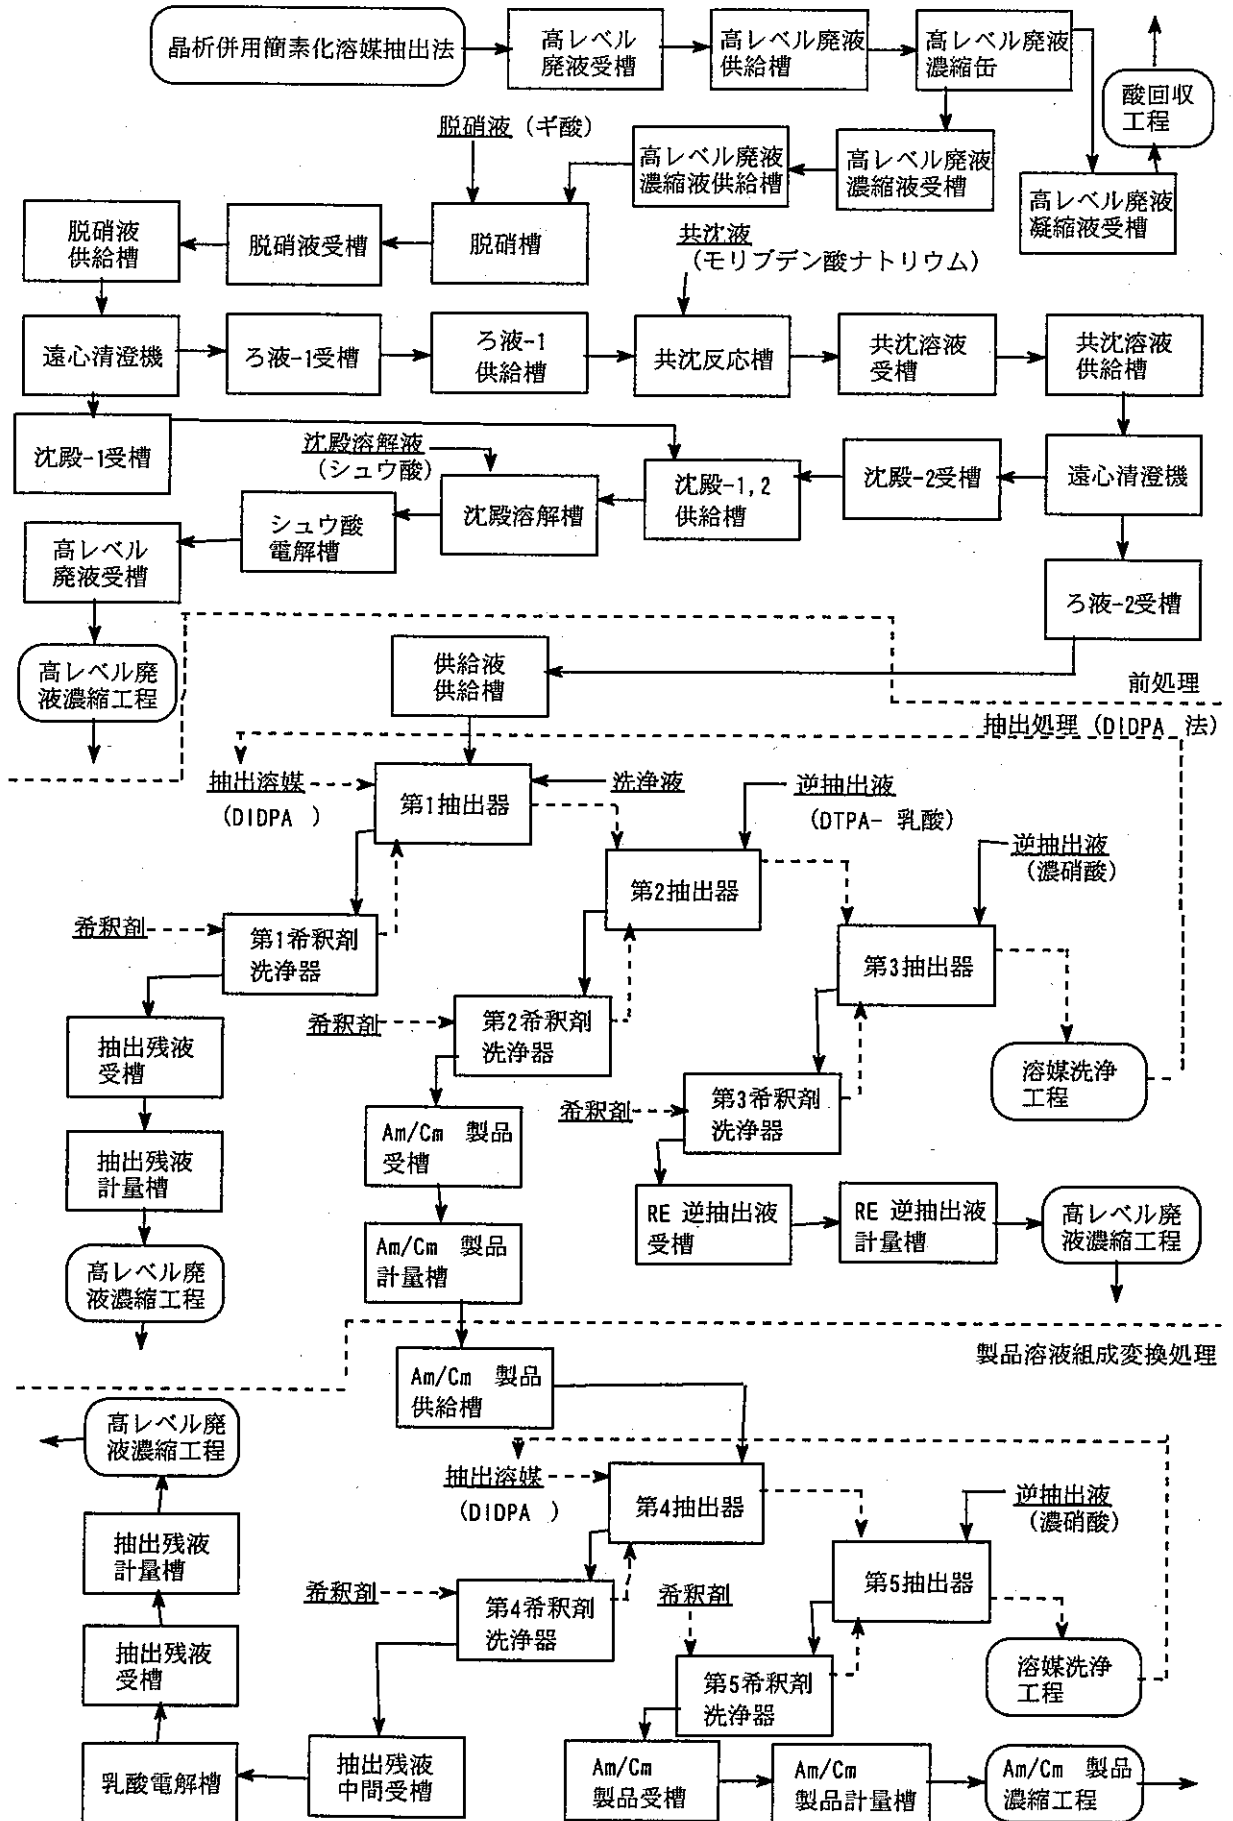 晶析併用簡素化溶媒抽出法
高レベル
廃液受槽
高レベル廃液
供給槽
高レベル廃液
濃縮缶
酸回収
工程
脱硝液 (ギ酸)
高レベル廃液
濃縮液供給槽
高レベル廃液
濃縮液受槽
高レベル廃液
凝縮液受槽
脱硝液
供給槽
脱硝液受槽
脱硝槽
共沈液
(モリブデン酸ナトリウム)
遠心清澄機
ろ液-1受槽
ろ液-1
供給槽
共沈反応槽
共沈溶液
受槽
共沈溶液
供給槽
沈殿-1受槽
沈殿溶解液
(シュウ酸)
沈殿溶解槽
沈殿-1,2
供給槽
沈殿-2受槽
遠心清澄機
シュウ酸
電解槽
高レベル
廃液受槽
ろ液-2受槽
高レベル廃
液濃縮工程
供給液
供給槽
前処理
抽出処理 (DIDPA 法)
抽出溶媒
(DIDPA )
第1抽出器
洗浄液
逆抽出液
(DTPA- 乳酸)
第2抽出器
逆抽出液
(濃硝酸)
希釈剤
第1希釈剤
洗浄器
第3抽出器
希釈剤
第2希釈剤
洗浄器
抽出残液
受槽
溶媒洗浄
工程
希釈剤
第3希釈剤
洗浄器
Am/Cm 製品
受槽
抽出残液
計量槽
RE 逆抽出液
受槽
RE 逆抽出液
計量槽
高レベル廃
液濃縮工程
Am/Cm 製品
計量槽
高レベル廃
液濃縮工程
製品溶液組成変換処理
Am/Cm 製品
供給槽
高レベル廃
液濃縮工程
抽出溶媒
(DIDPA )
第4抽出器
逆抽出液
(濃硝酸)
抽出残液
計量槽
第5抽出器
希釈剤
第4希釈剤
洗浄器
希釈剤
抽出残液
受槽
第5希釈剤
洗浄器
溶媒洗浄
工程
乳酸電解槽
抽出残液
中間受槽
Am/Cm
製品受槽
Am/Cm
製品計量槽
Am/Cm 製品
濃縮工程